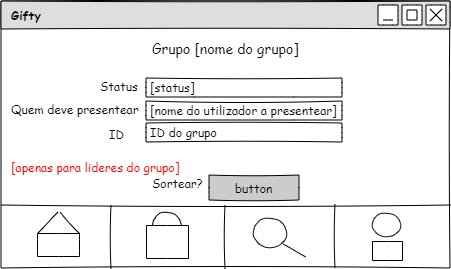 Gifty
Grupo [nome do grupo]
Status [status]
Quem deve presentear [nome do utilizador a presentear]
ID ID do grupo
[apenas para lideres do grupo]
Sortear? button